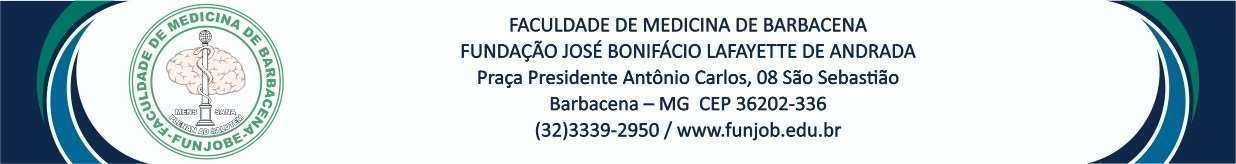 FACULDADE DE MEDICINA DE BARBACENA
FUNDAÇÃO JOSÉ BONIFÁCIO LAFAYETTE DE ANDRADA
Praça Presidente Antônio Carlos, 08 São Sebastião
Barbacena – MG CEP 36202-336
(32)3339-2950 / www.funjob.edu.br
FACULDADE DE MEDICINA DE BARBACENA
MENS SANA
-FUNJOBE-